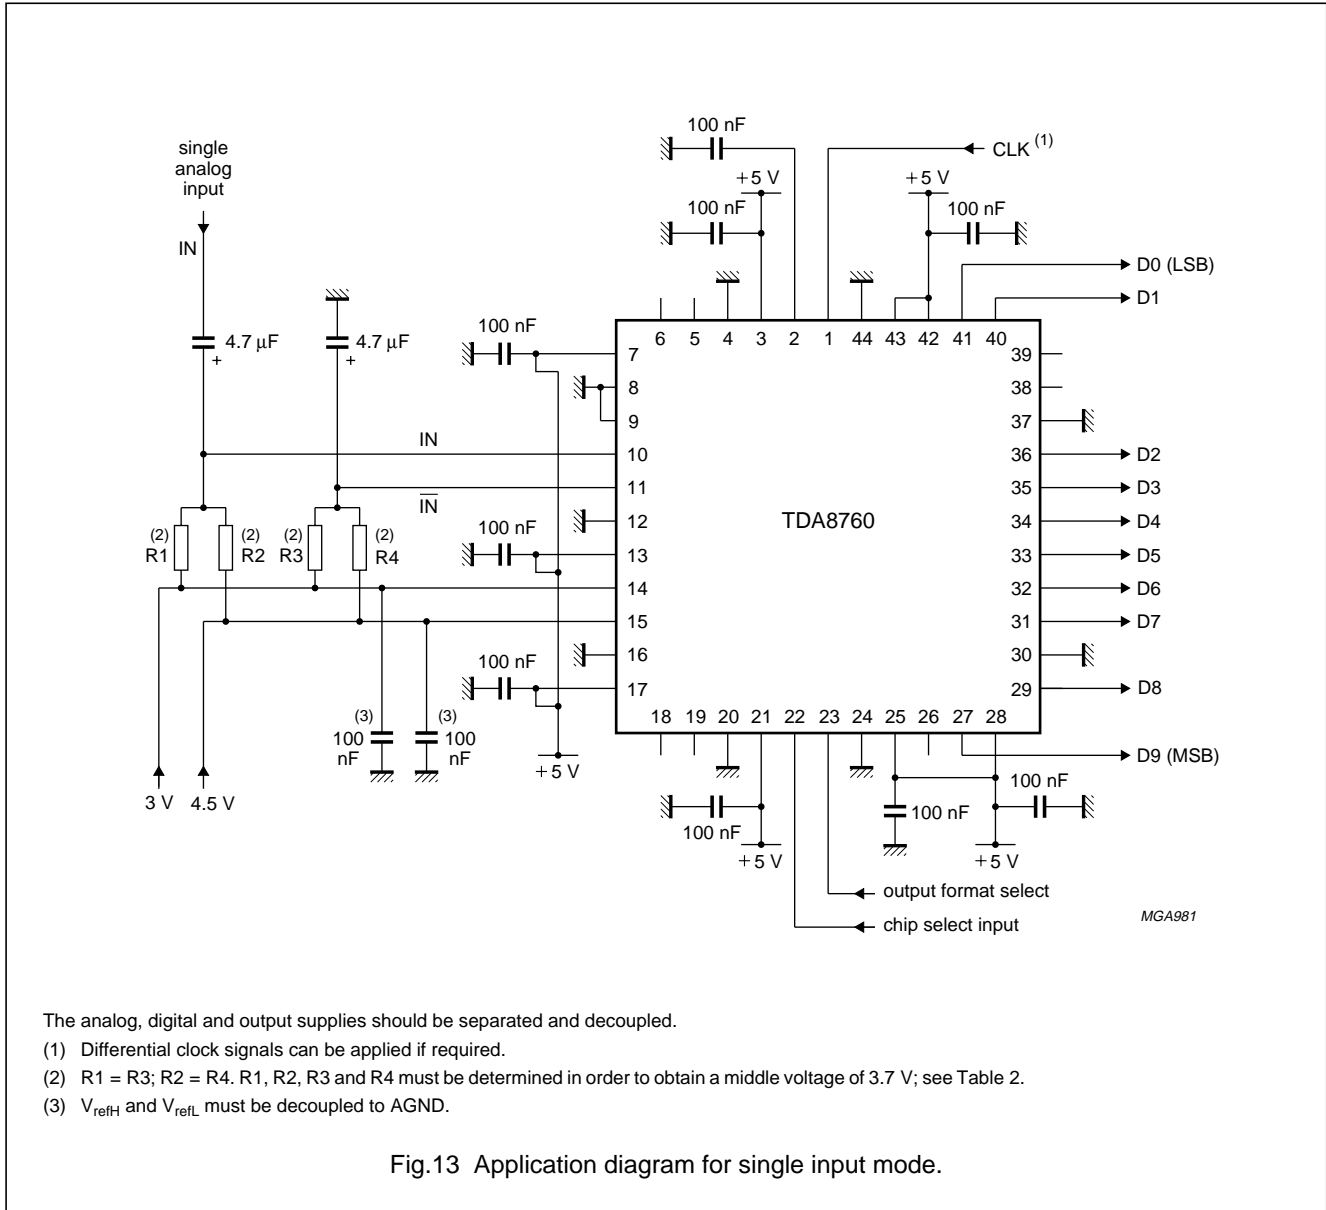 100 nF
CLK (1)
single
analog
input
+5 V
+5 V
100 nF
100 nF
IN
D0 (LSB)
D1
100 nF
6 5 4 3 2 1 44 43 42 41 40
4.7 µF
+
4.7 µF
+
7
39
8
38
9
37
IN
10
36
D2
11
35
D3
IN
12
TDA8760
34
D4
100 nF
(2)
R1
(2)
R2
(2)
R3
(2)
R4
13
33
D5
14
32
D6
15
31
D7
16
30
100 nF
17
29
D8
18 19 20 21 22 23 24 25 26 27 28
(3)
100
nF
(3)
100
nF
+5 V
D9 (MSB)
3 V
4.5 V
100 nF
100 nF
100 nF
+5 V
+5 V
output format select
chip select input
MGA981
The analog, digital and output supplies should be separated and decoupled.
(1) Differential clock signals can be applied if required.
(2) R1 = R3; R2 = R4. R1, R2, R3 and R4 must be determined in order to obtain a middle voltage of 3.7 V; see Table 2.
(3) VrefH and VrefL must be decoupled to AGND.
Fig.13 Application diagram for single input mode.